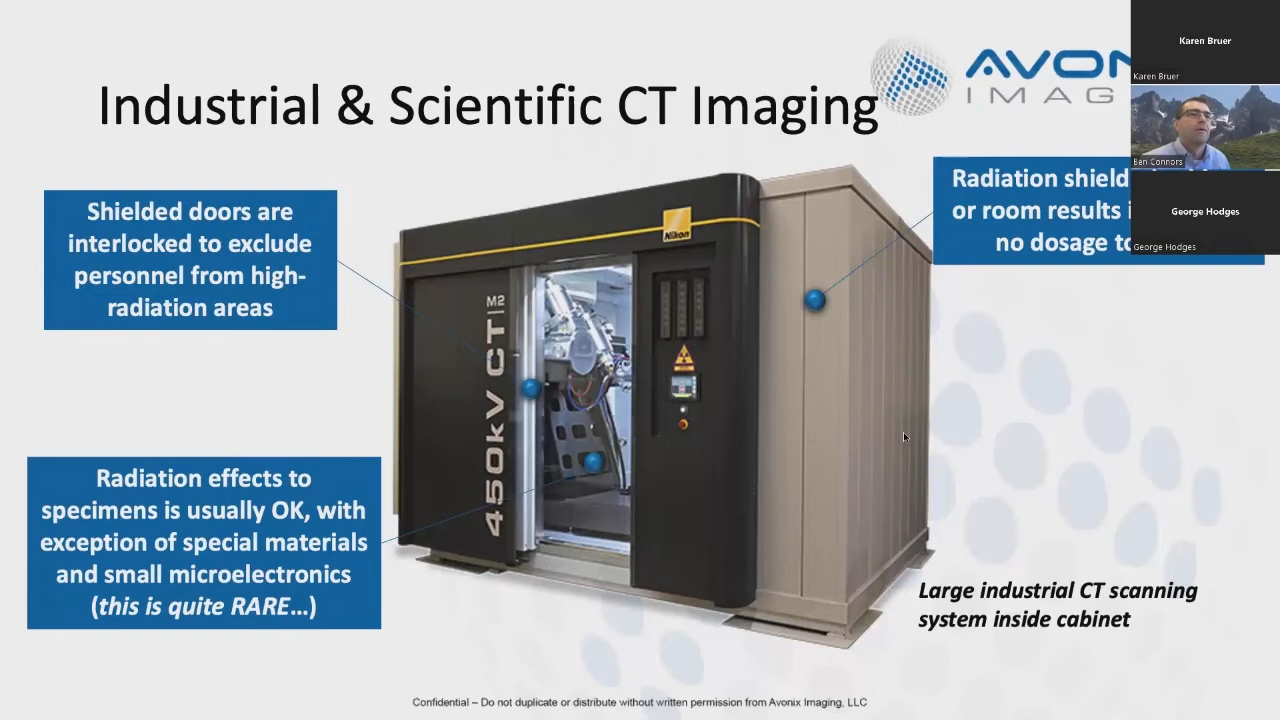 Industrial & Scientific CT Imaging
AVON
IMAG
Karen Bruer
Karen Bruer
Ben Connors
George Hodges
George Hodges
Shielded doors are
interlocked to exclude
personnel from high-
radiation areas
Radiation shield
or room results
no dosage to
Nikon
450kV CT M2
Radiation effects to
specimens is usually OK, with
exception of special materials
and small microelectronics
(this is quite RARE…)
Large industrial CT scanning
system inside cabinet
Confidential – Do not duplicate or distribute without written permission from Avonix Imaging, LLC